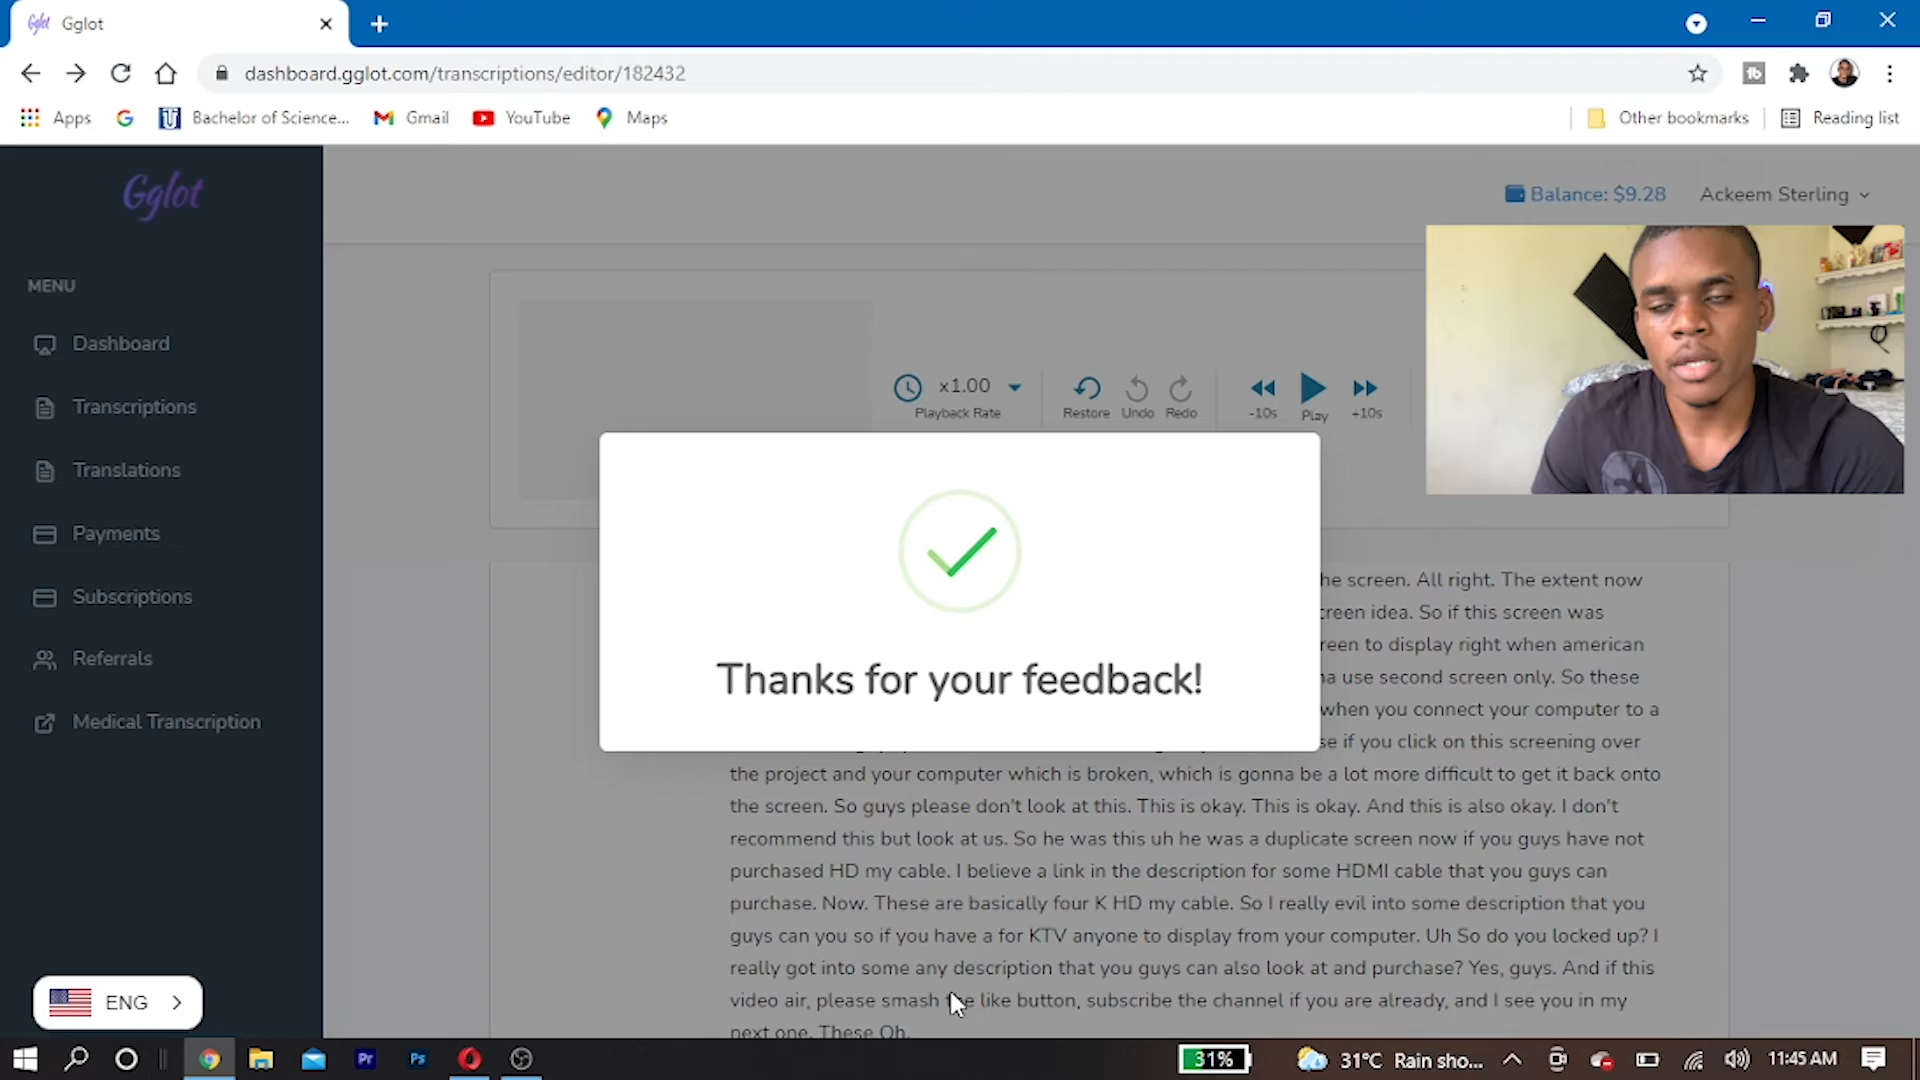 Gglot
dashboard.gglot.com/transcriptions/editor/182432
Apps
Bachelor of Science...
Gmail
YouTube
Maps
Other bookmarks
Reading list
Gglot
Balance: $9.28
Ackeem Sterling
MENU
Dashboard
Transcriptions
Translations
Payments
Subscriptions
Referrals
Medical Transcription
ENG
x1.00
Playback Rate
Restore
Undo
Redo
-10s
Play
+10s
Thanks for your feedback!
he screen. All right. The extent now
creen idea. So if this screen was
reen to display right when american
na use second screen only. So these
when you connect your computer to a
se if you click on this screening over
the project and your computer which is broken, which is gonna be a lot more difficult to get it back onto
the screen. So guys please don't look at this. This is okay. This is okay. And this is also okay. I don't
recommend this but look at us. So he was this uh he was a duplicate screen now if you guys have not
purchased HD my cable. I believe a link in the description for some HDMI cable that you guys can
purchase. Now. These are basically four K HD my cable. So I really evil into some description that you
guys can you so if you have a for KTV anyone to display from your computer. Uh So do you locked up? I
really got into some any description that you guys can also look at and purchase? Yes, guys. And if this
video air, please smash the like button, subscribe the channel if you are already, and I see you in my
next one. These Oh.
Pr
Ps
31%
31°C Rain sho...
11:45 AM